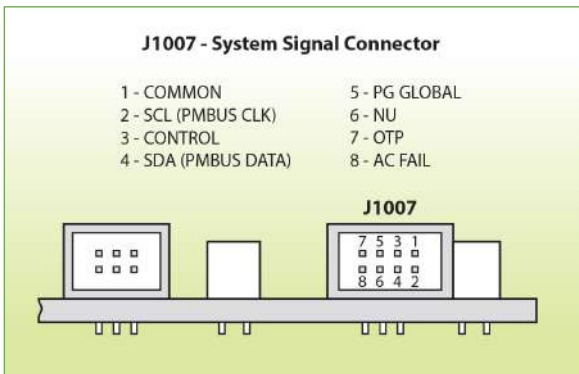 J1007 - System Signal Connector
1 - COMMON
2 - SCL (PMBUS CLK)
3 - CONTROL
4 - SDA (PMBUS DATA)
5 - PG GLOBAL
6 - NU
7 - OTP
8 - AC FAIL
J1007
7 5 3 1
8 6 4 2